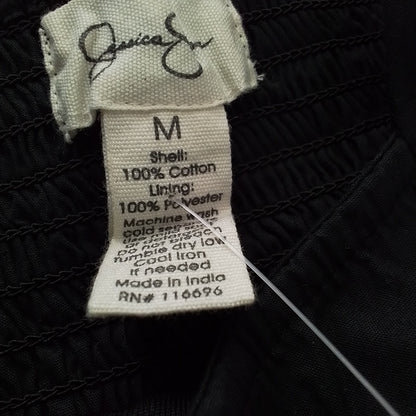 M
Shell:
100% Cotton
Lining:
100% Polyester
Machine wash
cold
tumble dry low
Cool Iron
If needed
Made in India
RN# 116696